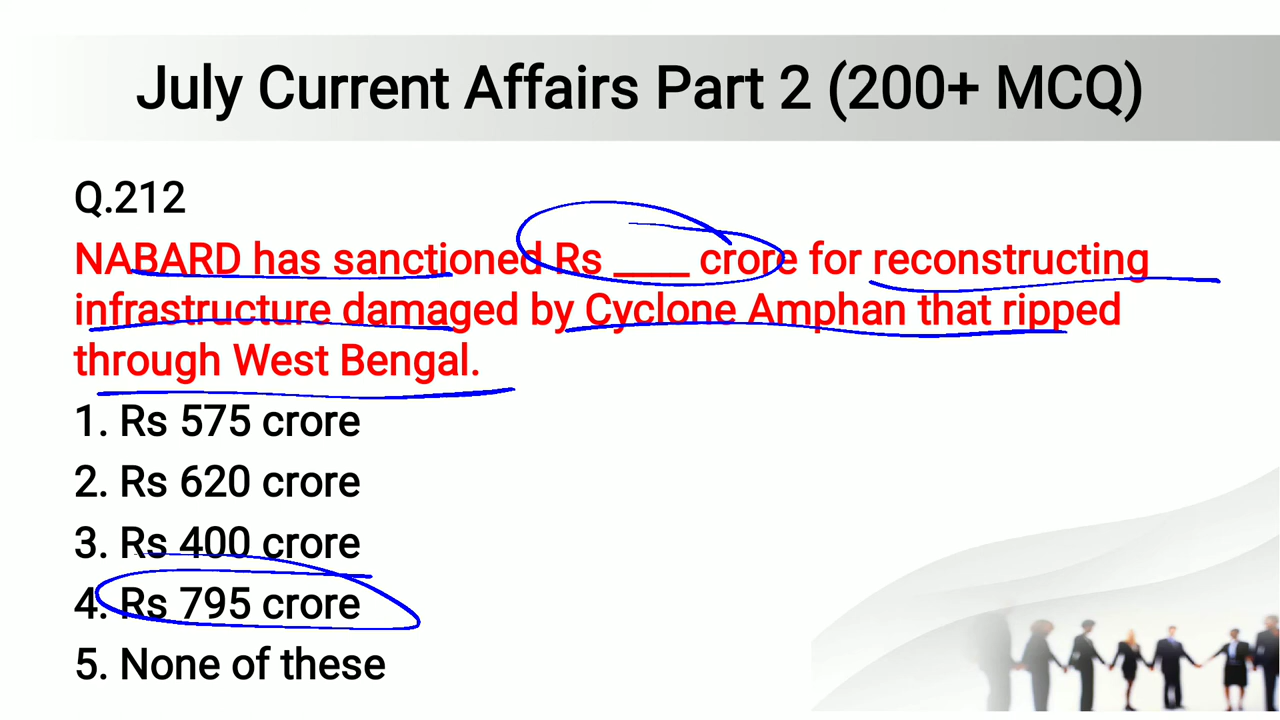 July Current Affairs Part 2 (200+ MCQ)
Q.212
NABARD has sanctioned Rs ____ crore for reconstructing
infrastructure damaged by Cyclone Amphan that ripped
through West Bengal.
1. Rs 575 crore
2. Rs 620 crore
3. Rs 400 crore
4. Rs 795 crore
5. None of these